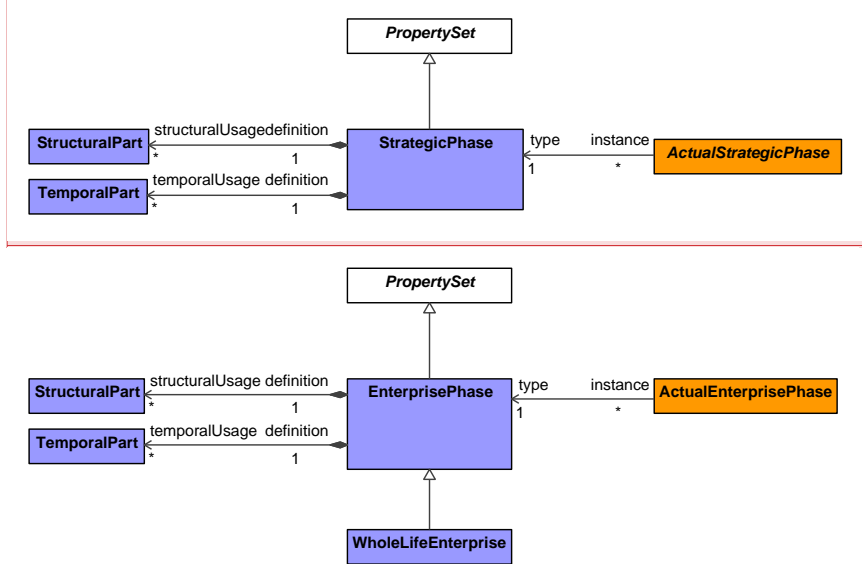 PropertySet
structuralUsagedefinition
StructuralPart
* 1
StrategicPhase
type instance
1 *
ActualStrategicPhase
temporalUsage definition
TemporalPart
* 1
PropertySet
structuralUsage definition
StructuralPart
* 1
EnterprisePhase
type instance
1 *
ActualEnterprisePhase
temporalUsage definition
TemporalPart
* 1
WholeLifeEnterprise